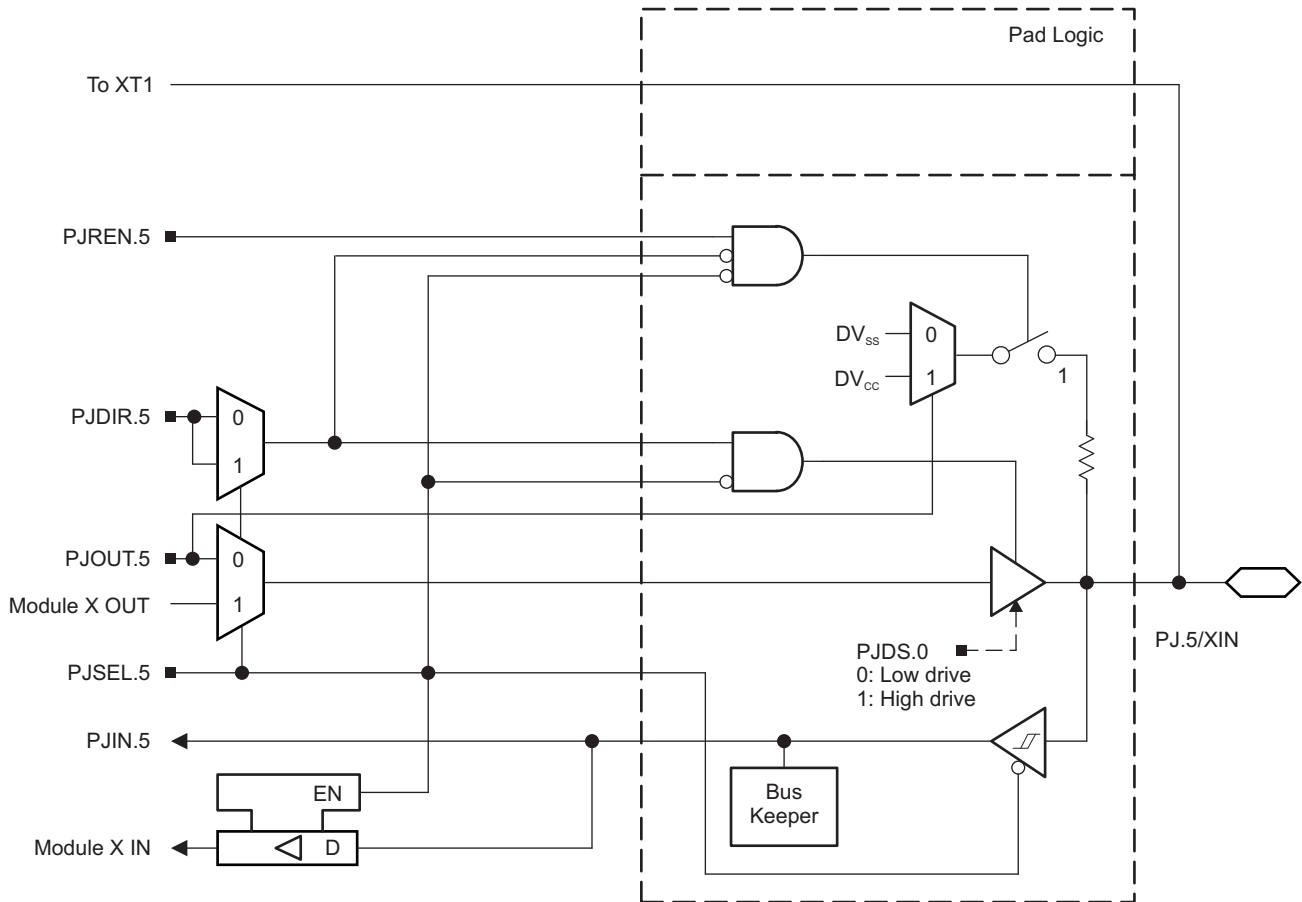 Pad Logic
To XT1
PJREN.5
DVSS
0
DVCC
1
1
PJDIR.5
0
1
PJOUT.5
0
Module X OUT
1
PJSEL.5
PJDS.0
0: Low drive
1: High drive
PJ.5/XIN
PJIN.5
Bus
Keeper
EN
Module X IN
D